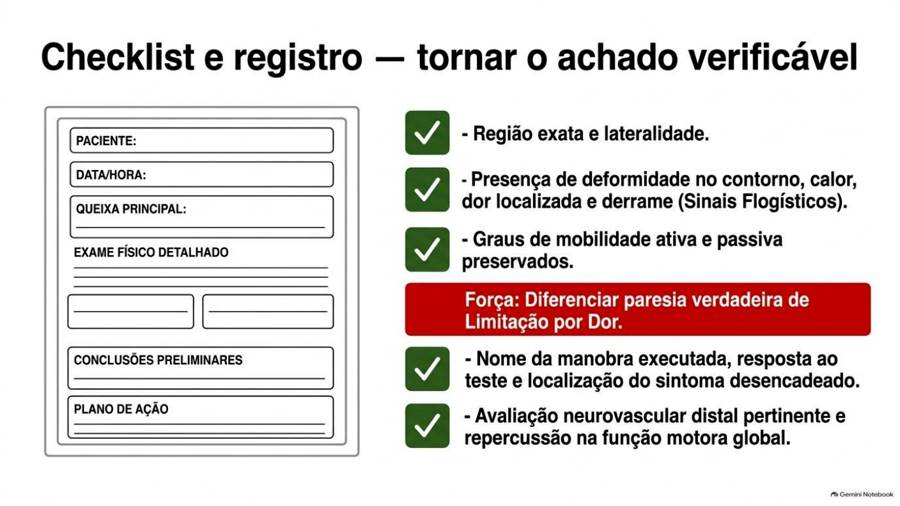 Checklist e registro — tornar o achado verificável
PACIENTE:
DATA/HORA:
QUEIXA PRINCIPAL:
EXAME FÍSICO DETALHADO
CONCLUSÕES PRELIMINARES
PLANO DE AÇÃO
- Região exata e lateralidade.
- Presença de deformidade no contorno, calor,
dor localizada e derrame (Sinais Flogísticos).
- Graus de mobilidade ativa e passiva
preservados.
Força: Diferenciar paresia verdadeira de
Limitação por Dor.
- Nome da manobra executada, resposta ao
teste e localização do sintoma desencadeado.
- Avaliação neurovascular distal pertinente e
repercussão na função motora global.
Gemini Notebook